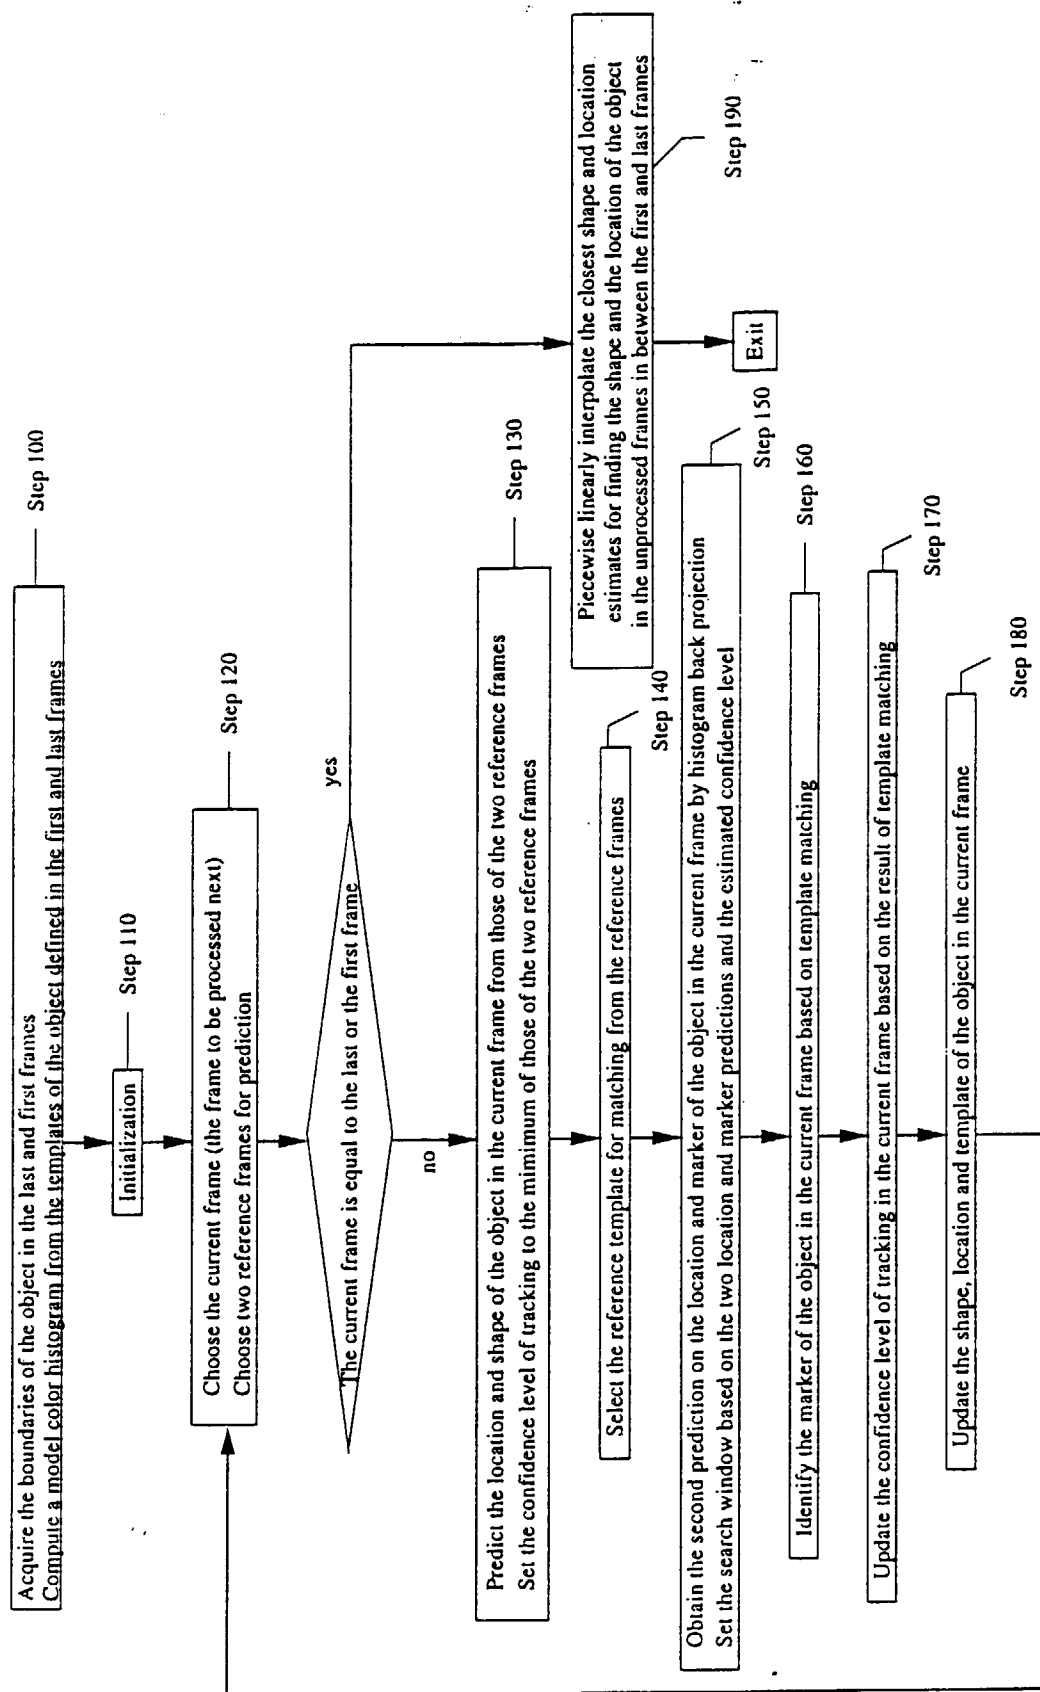 Acquire the boundaries of the object in the last and first frames
Compute a model color histogram from the templates of the object defined in the first and last frames
Step 100
Initialization
Step 110
Choose the current frame (the frame to be processed next)
Choose two reference frames for prediction
Step 120
The current frame is equal to the last or the first frame
yes
no
Predict the location and shape of the object in the current frame from those of the two reference frames
Set the confidence level of tracking to the minimum of those of the two reference frames
Step 130
Select the reference template for matching from the reference frames
Step 140
Obtain the second prediction on the location and marker of the object in the current frame by histogram back projection
Set the search window based on the two location and marker predictions and the estimated confidence level
Step 150
Identify the marker of the object in the current frame based on template matching
Step 160
Update the confidence level of tracking in the current frame based on the result of template matching
Step 170
Update the shape, location and template of the object in the current frame
Step 180
Piecewise linearly interpolate the closest shape and location
estimates for finding the shape and the location of the object
in the unprocessed frames in between the first and last frames
Step 190
Exit